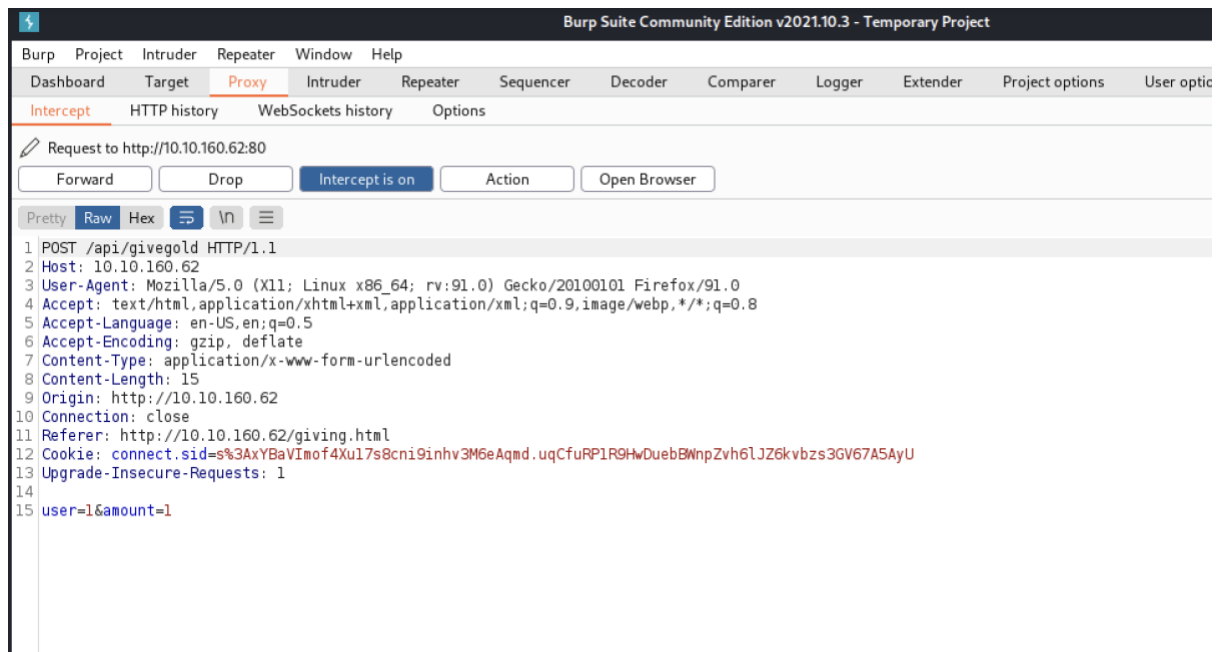 Burp Suite Community Edition v2021.10.3 - Temporary Project
Burp Project Intruder Repeater Window Help
Dashboard Target Proxy Intruder Repeater Sequencer Decoder Comparer Logger Extender Project options User optio
Intercept HTTP history WebSockets history Options
Request to http://10.10.160.62:80
Forward Drop Intercept is on Action Open Browser
Pretty Raw Hex \n
1 POST /api/givegold HTTP/1.1
2 Host: 10.10.160.62
3 User-Agent: Mozilla/5.0 (X11; Linux x86_64; rv:91.0) Gecko/20100101 Firefox/91.0
4 Accept: text/html,application/xhtml+xml,application/xml;q=0.9,image/webp,*/*;q=0.8
5 Accept-Language: en-US,en;q=0.5
6 Accept-Encoding: gzip, deflate
7 Content-Type: application/x-www-form-urlencoded
8 Content-Length: 15
9 Origin: http://10.10.160.62
10 Connection: close
11 Referer: http://10.10.160.62/giving.html
12 Cookie: connect.sid=s%3AxYBaVImof4Xul7s8cni9inhv3M6eAqmd.uqCfuRP1R9HwDuebBWnpZvh6lJZ6kvbzs3GV67A5AyU
13 Upgrade-Insecure-Requests: 1
14
15 user=1&amount=1